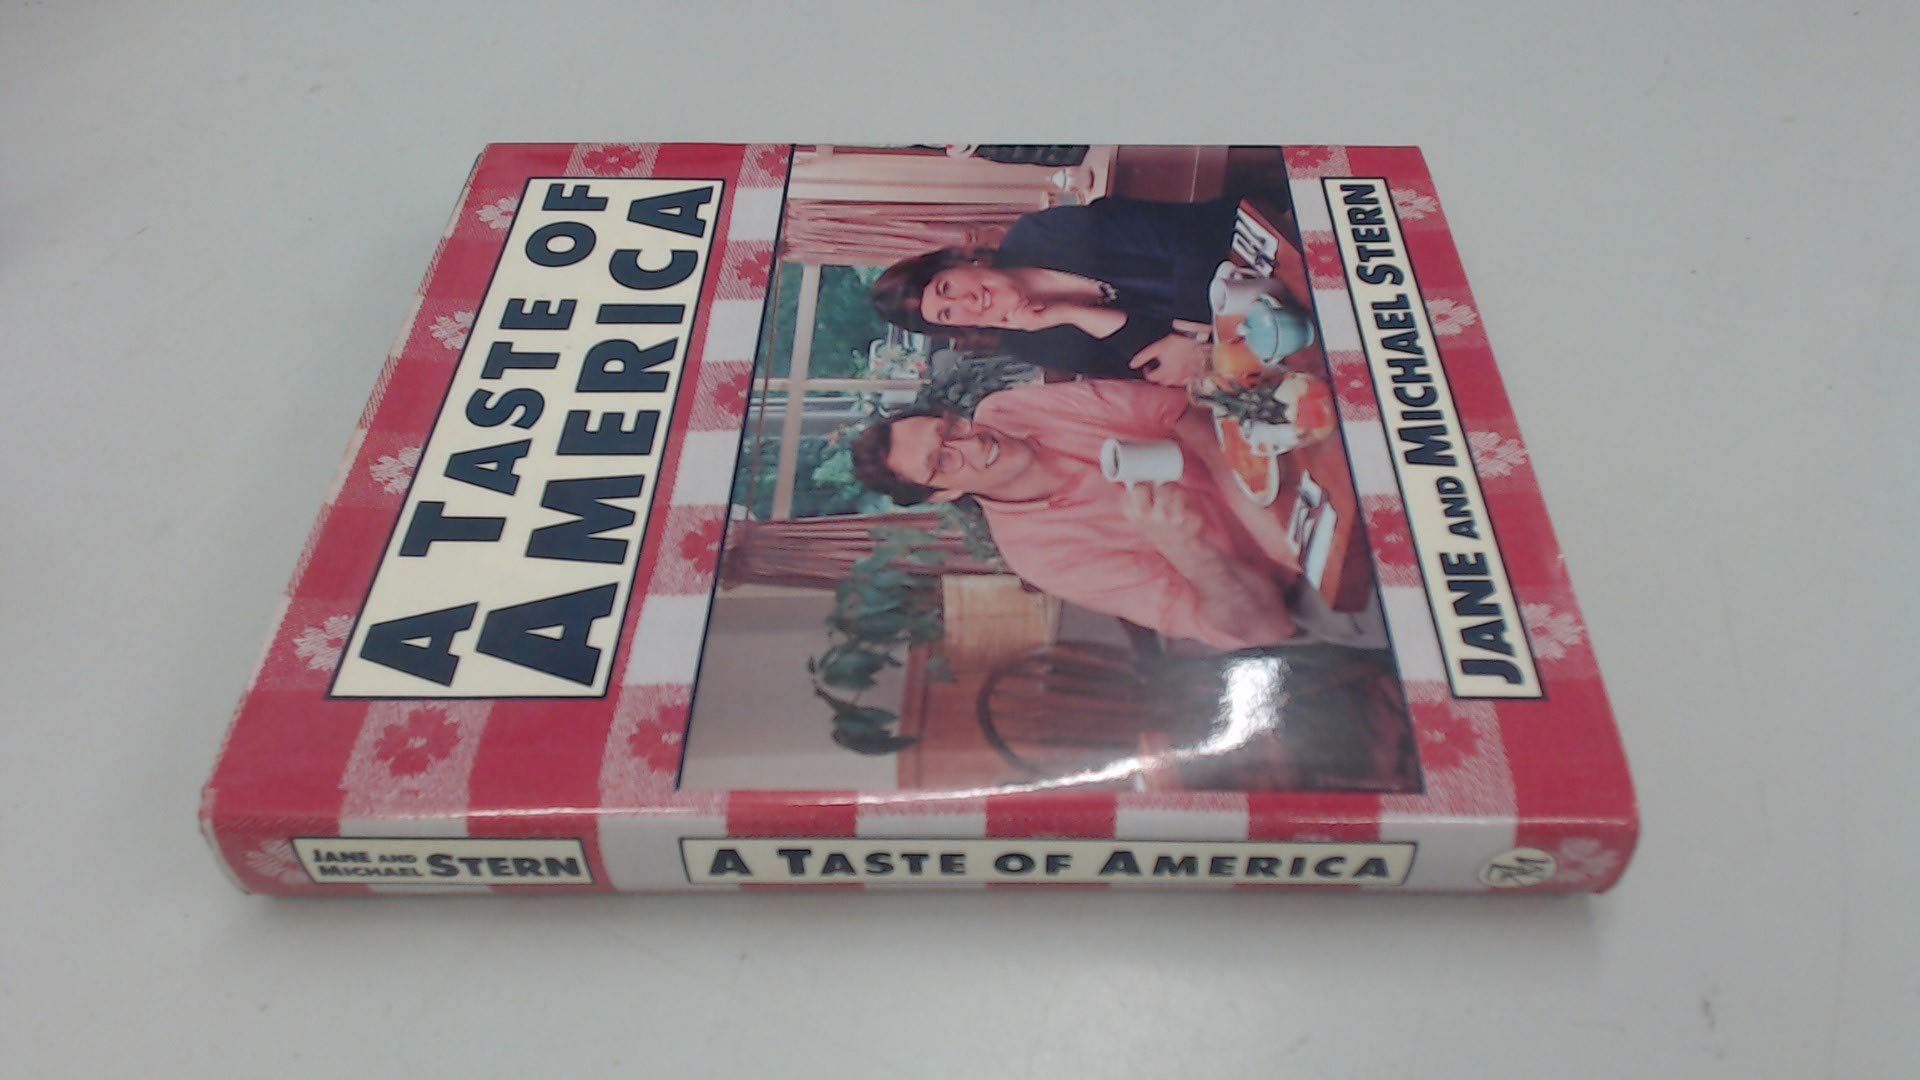 A TASTE OF
AMERICA
JANE AND MICHAEL STERN
JANE AND
MICHAEL STERN
A TASTE OF AMERICA